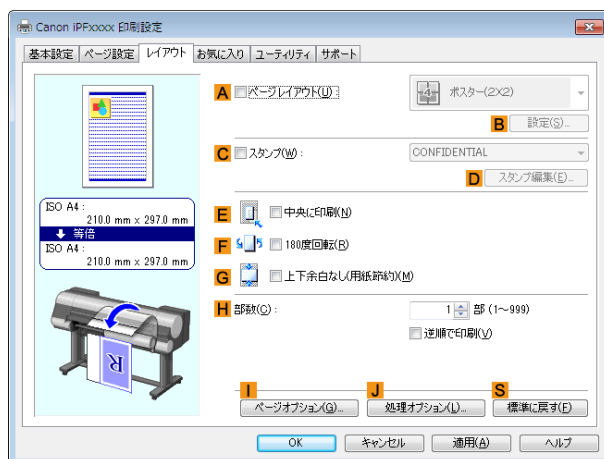 Canon iPFxxxx 印刷設定
基本設定 ページ設定 レイアウト お気に入り ユーティリティ サポート
A ページレイアウト(U):
4 ポスター(2×2)
B 設定(S)...
C スタンプ(W):
CONFIDENTIAL
D スタンプ編集(E)...
ISO A4 :
210.0 mm x 297.0 mm
等倍
ISO A4 :
210.0 mm x 297.0 mm
E 中央に印刷(N)
F 180度回転(R)
G 上下余白なし(用紙節約)(M)
H 部数(C):
1 部 (1～999)
逆順で印刷(V)
R
I J S
ページオプション(G)... 処理オプション(L)... 標準に戻す(F)
OK キャンセル 適用(A) ヘルプ